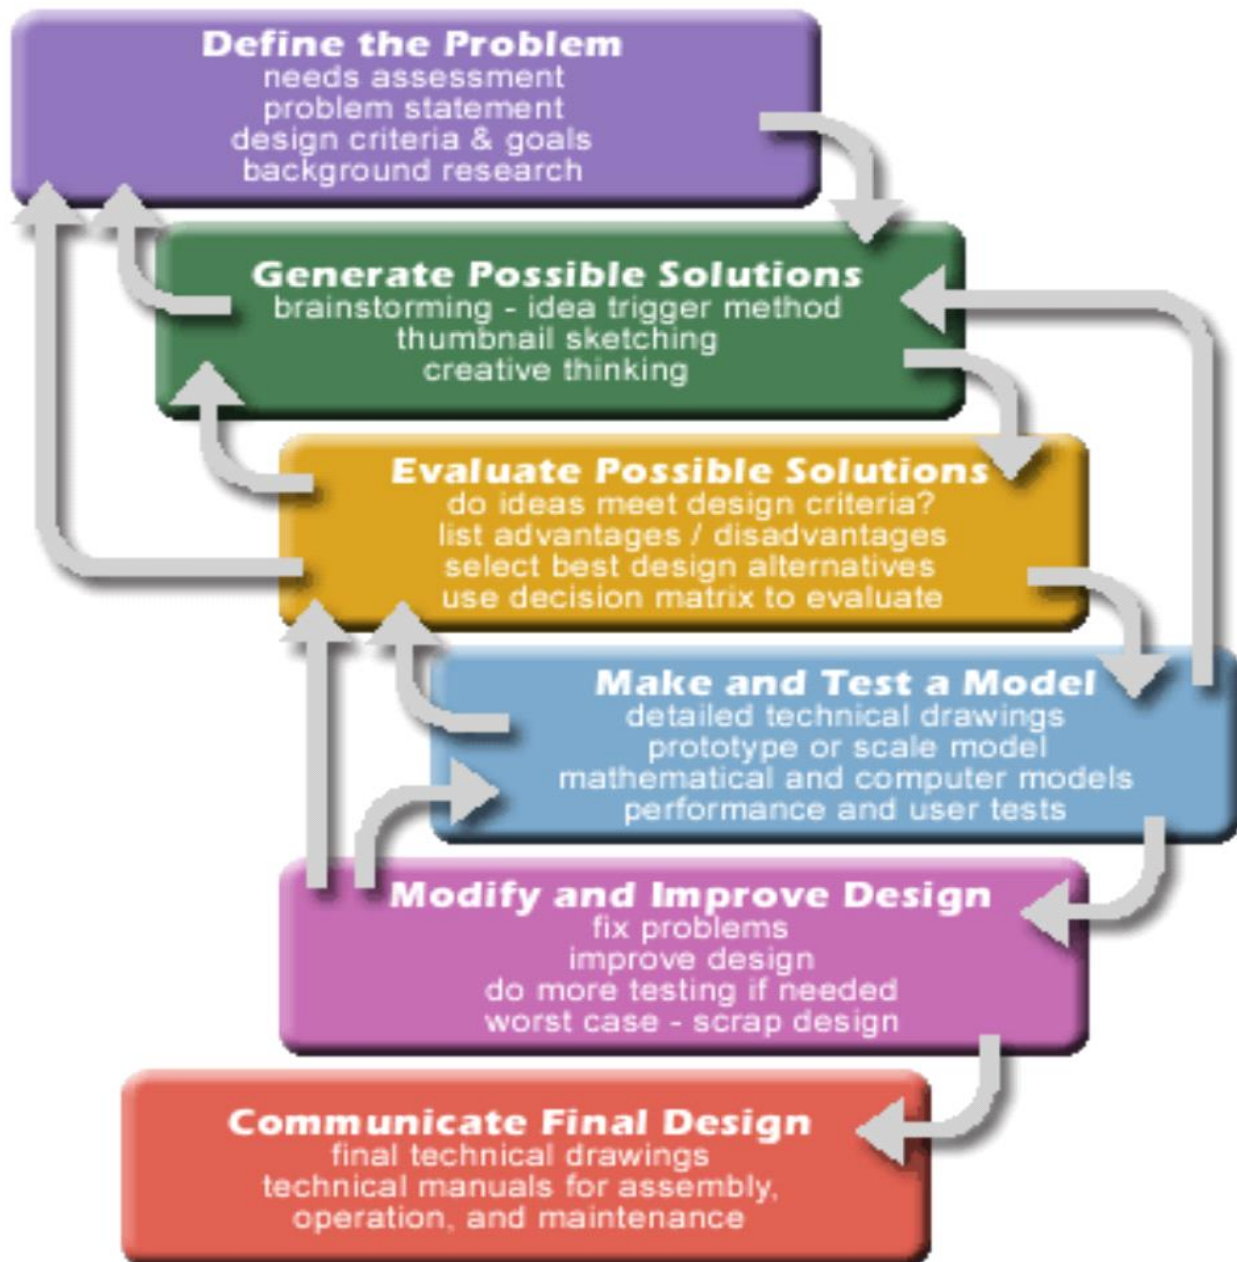 Define the Problem
needs assessment
problem statement
design criteria & goals
background research
Generate Possible Solutions
brainstorming - idea trigger method
thumbnail sketching
creative thinking
Evaluate Possible Solutions
do ideas meet design criteria?
list advantages / disadvantages
select best design alternatives
use decision matrix to evaluate
Make and Test a Model
detailed technical drawings
prototype or scale model
mathematical and computer models
performance and user tests
Modify and Improve Design
fix problems
improve design
do more testing if needed
worst case - scrap design
Communicate Final Design
final technical drawings
technical manuals for assembly,
operation, and maintenance